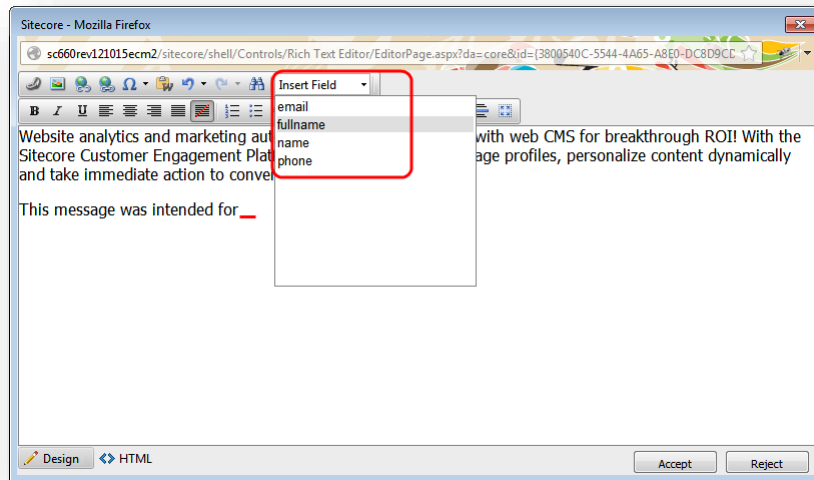 Sitecore - Mozilla Firefox
sc660rev121015ecm2/sitecore/shell/Controls/Rich Text Editor/EditorPage.aspx?da=core&id={3800540C-5544-4A65-A8E0-DC8D9CD
Insert Field
B I U
email
fullname
name
phone
Website analytics and marketing aut with web CMS for breakthrough ROI! With the
Sitecore Customer Engagement Plat age profiles, personalize content dynamically
and take immediate action to conver
This message was intended for
Design HTML Accept Reject